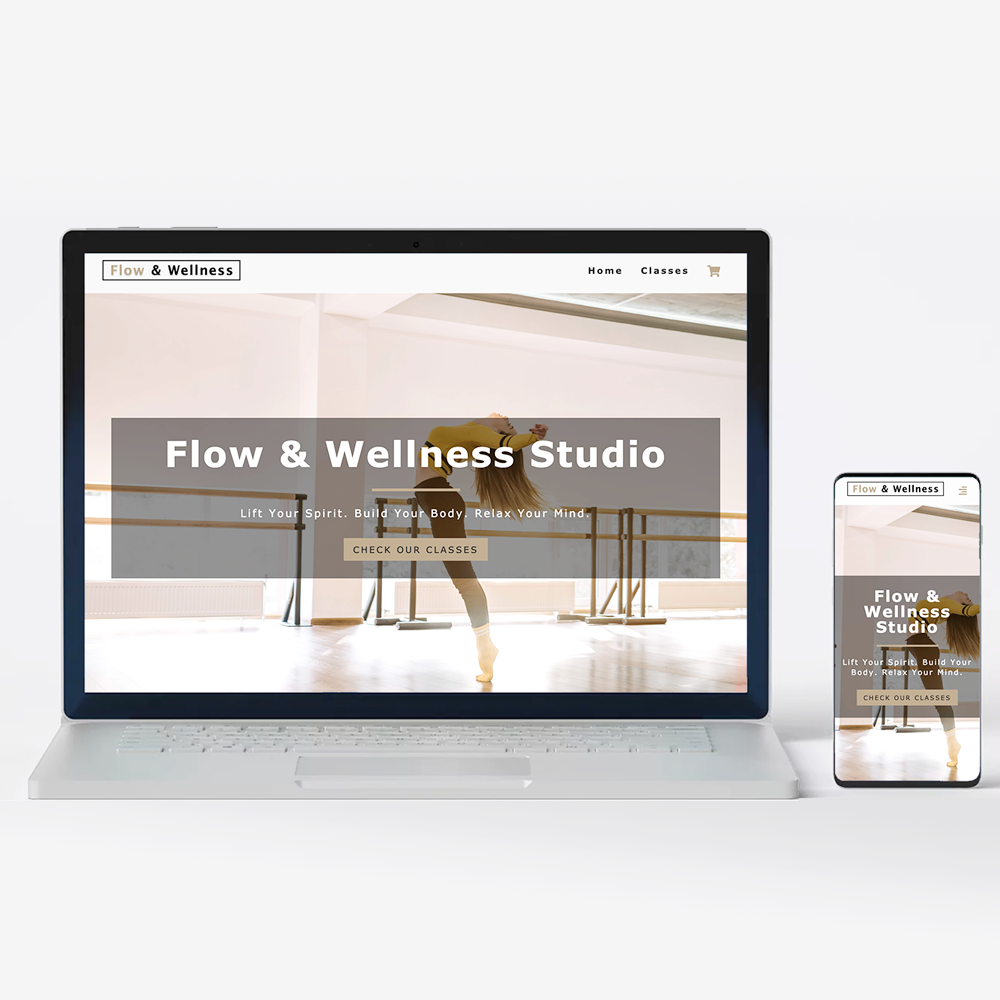 Flow & Wellness
Home Classes
Flow & Wellness Studio
Lift Your Spirit. Build Your Body. Relax Your Mind.
CHECK OUR CLASSES
Flow & Wellness
Flow &
Wellness
Studio
Lift Your Spirit. Build Your
Body. Relax Your Mind.
CHECK OUR CLASSES